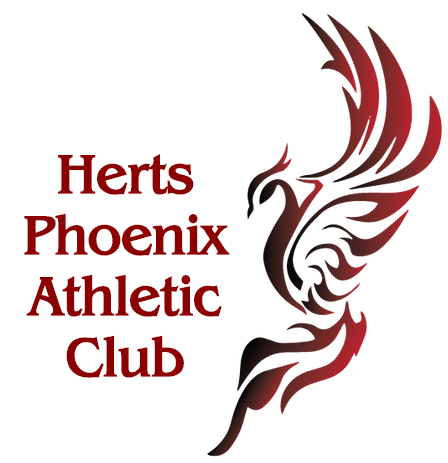 Herts
Phoenix
Athletic
Club